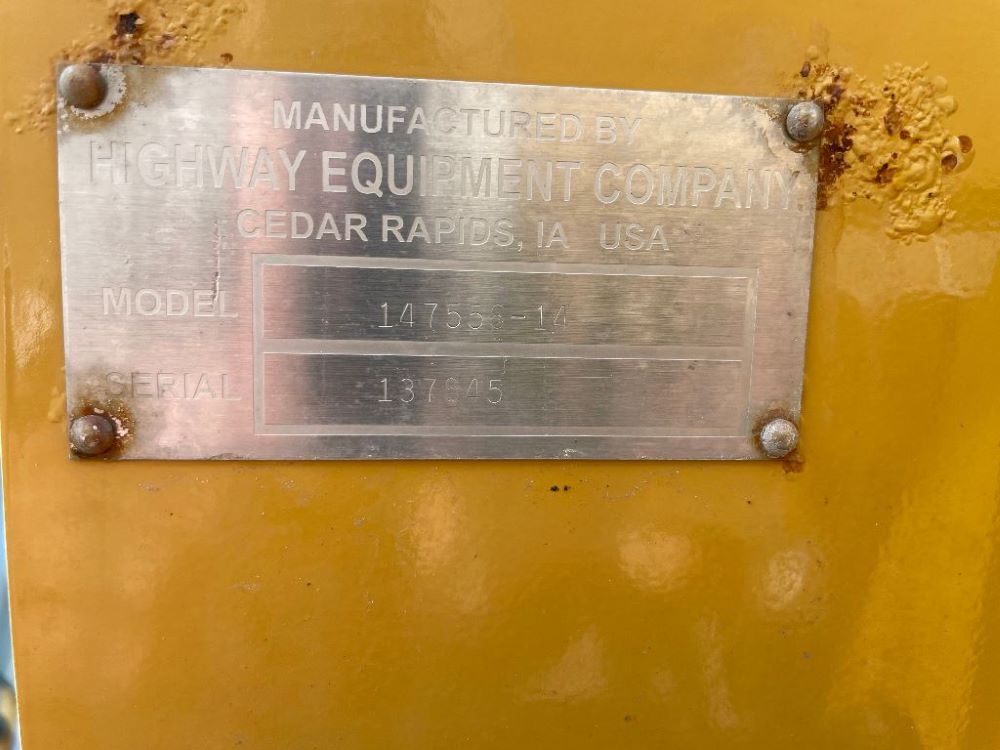 MANUFACTURED BY
HIGHWAY EQUIPMENT COMPANY
CEDAR RAPIDS, IA USA
MODEL
SERIAL